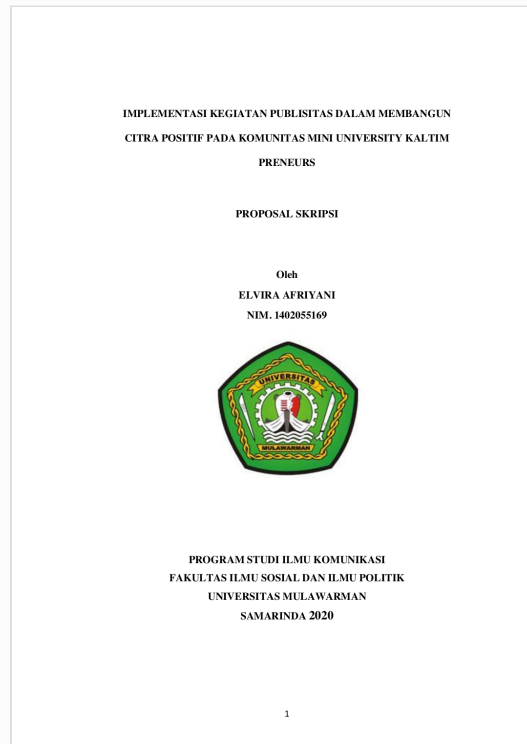 IMPLEMENTASI KEGIATAN PUBLISITAS DALAM MEMBANGUN
CITRA POSITIF PADA KOMUNITAS MINI UNIVERSITY KALTIM
PRENEURS
PROPOSAL SKRIPSI
Oleh
ELVIRA AFRIYANI
NIM. 1402055169
UNIVERSITAS
MULAWARMAN
PROGRAM STUDI ILMU KOMUNIKASI
FAKULTAS ILMU SOSIAL DAN ILMU POLITIK
UNIVERSITAS MULAWARMAN
SAMARINDA 2020
1